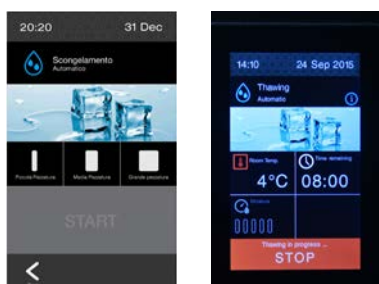 20:20 31 Dec
Scongelamento
Automatico
Piccola Pezzatura Media Pezzatura Grande pezzatura
START
14:10 24 Sep 2015
Thawing
Automatic
Room Temp. Time remaining
4°C 08:00
Thawing in progress ...
STOP